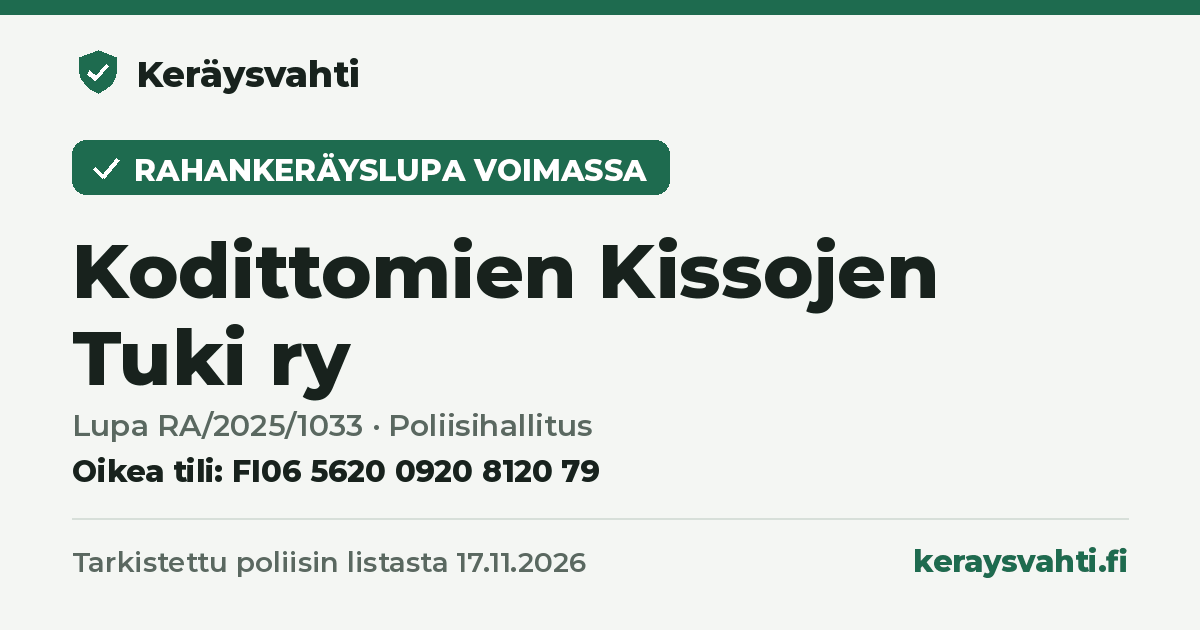 Keräysvahti
RAHANKERÄYSLUPA VOIMASSA
Kodittomien Kissojen
Tuki ry
Lupa RA/2025/1033 · Poliisihallitus
Oikea tili: FI06 5620 0920 8120 79
Tarkistettu poliisin listasta 17.11.2026
keraysvahti.fi